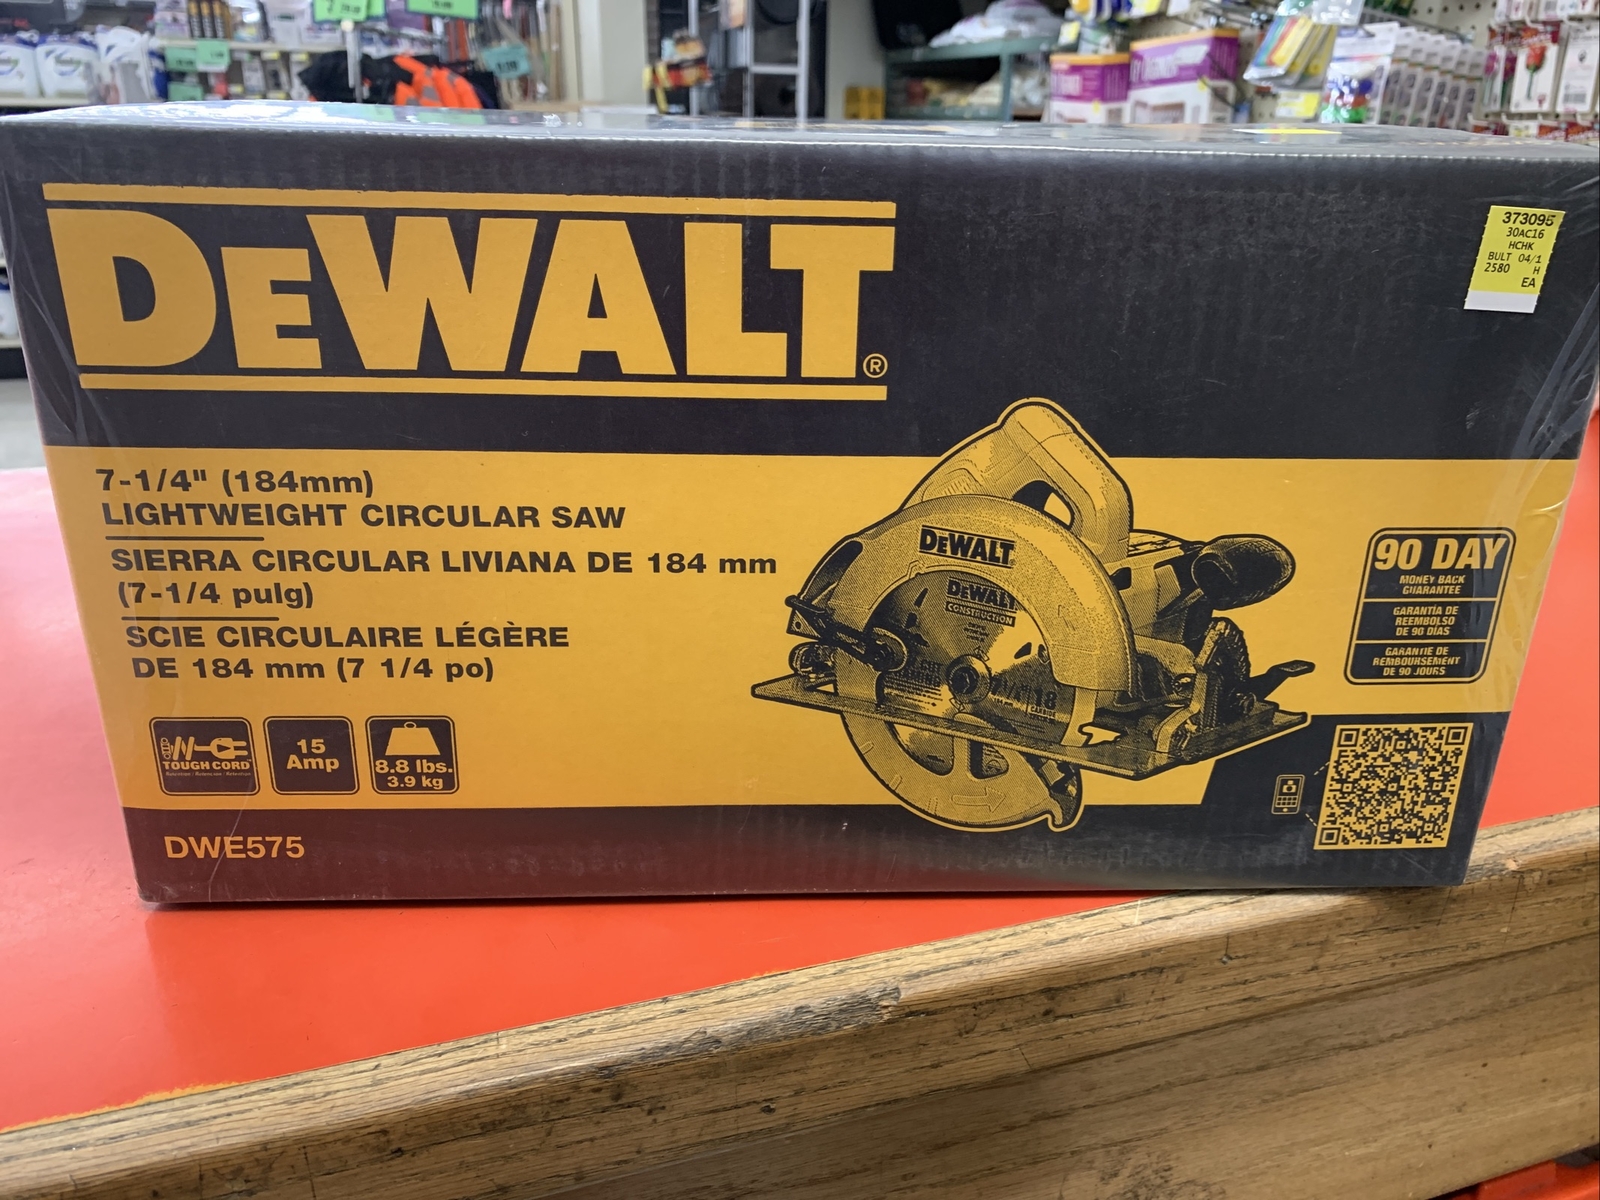 DEWALT®
373095
30AC16
HCHK
BULT 04/1
2580 H
EA
7-1/4" (184mm)
LIGHTWEIGHT CIRCULAR SAW
SIERRA CIRCULAR LIVIANA DE 184 mm
(7-1/4 pulg)
SCIE CIRCULAIRE LÉGÈRE
DE 184 mm (7 1/4 po)
DEWALT
DEWALT
CONSTRUCTION
18
90 DAY
MONEY BACK
GUARANTEE
GARANTÍA DE
REEMBOLSO
DE 90 DÍAS
GARANTIE DE
REMBOURSEMENT
DE 90 JOURS
TOUGH CORD
15
Amp
8.8 lbs.
3.9 kg
DWE575